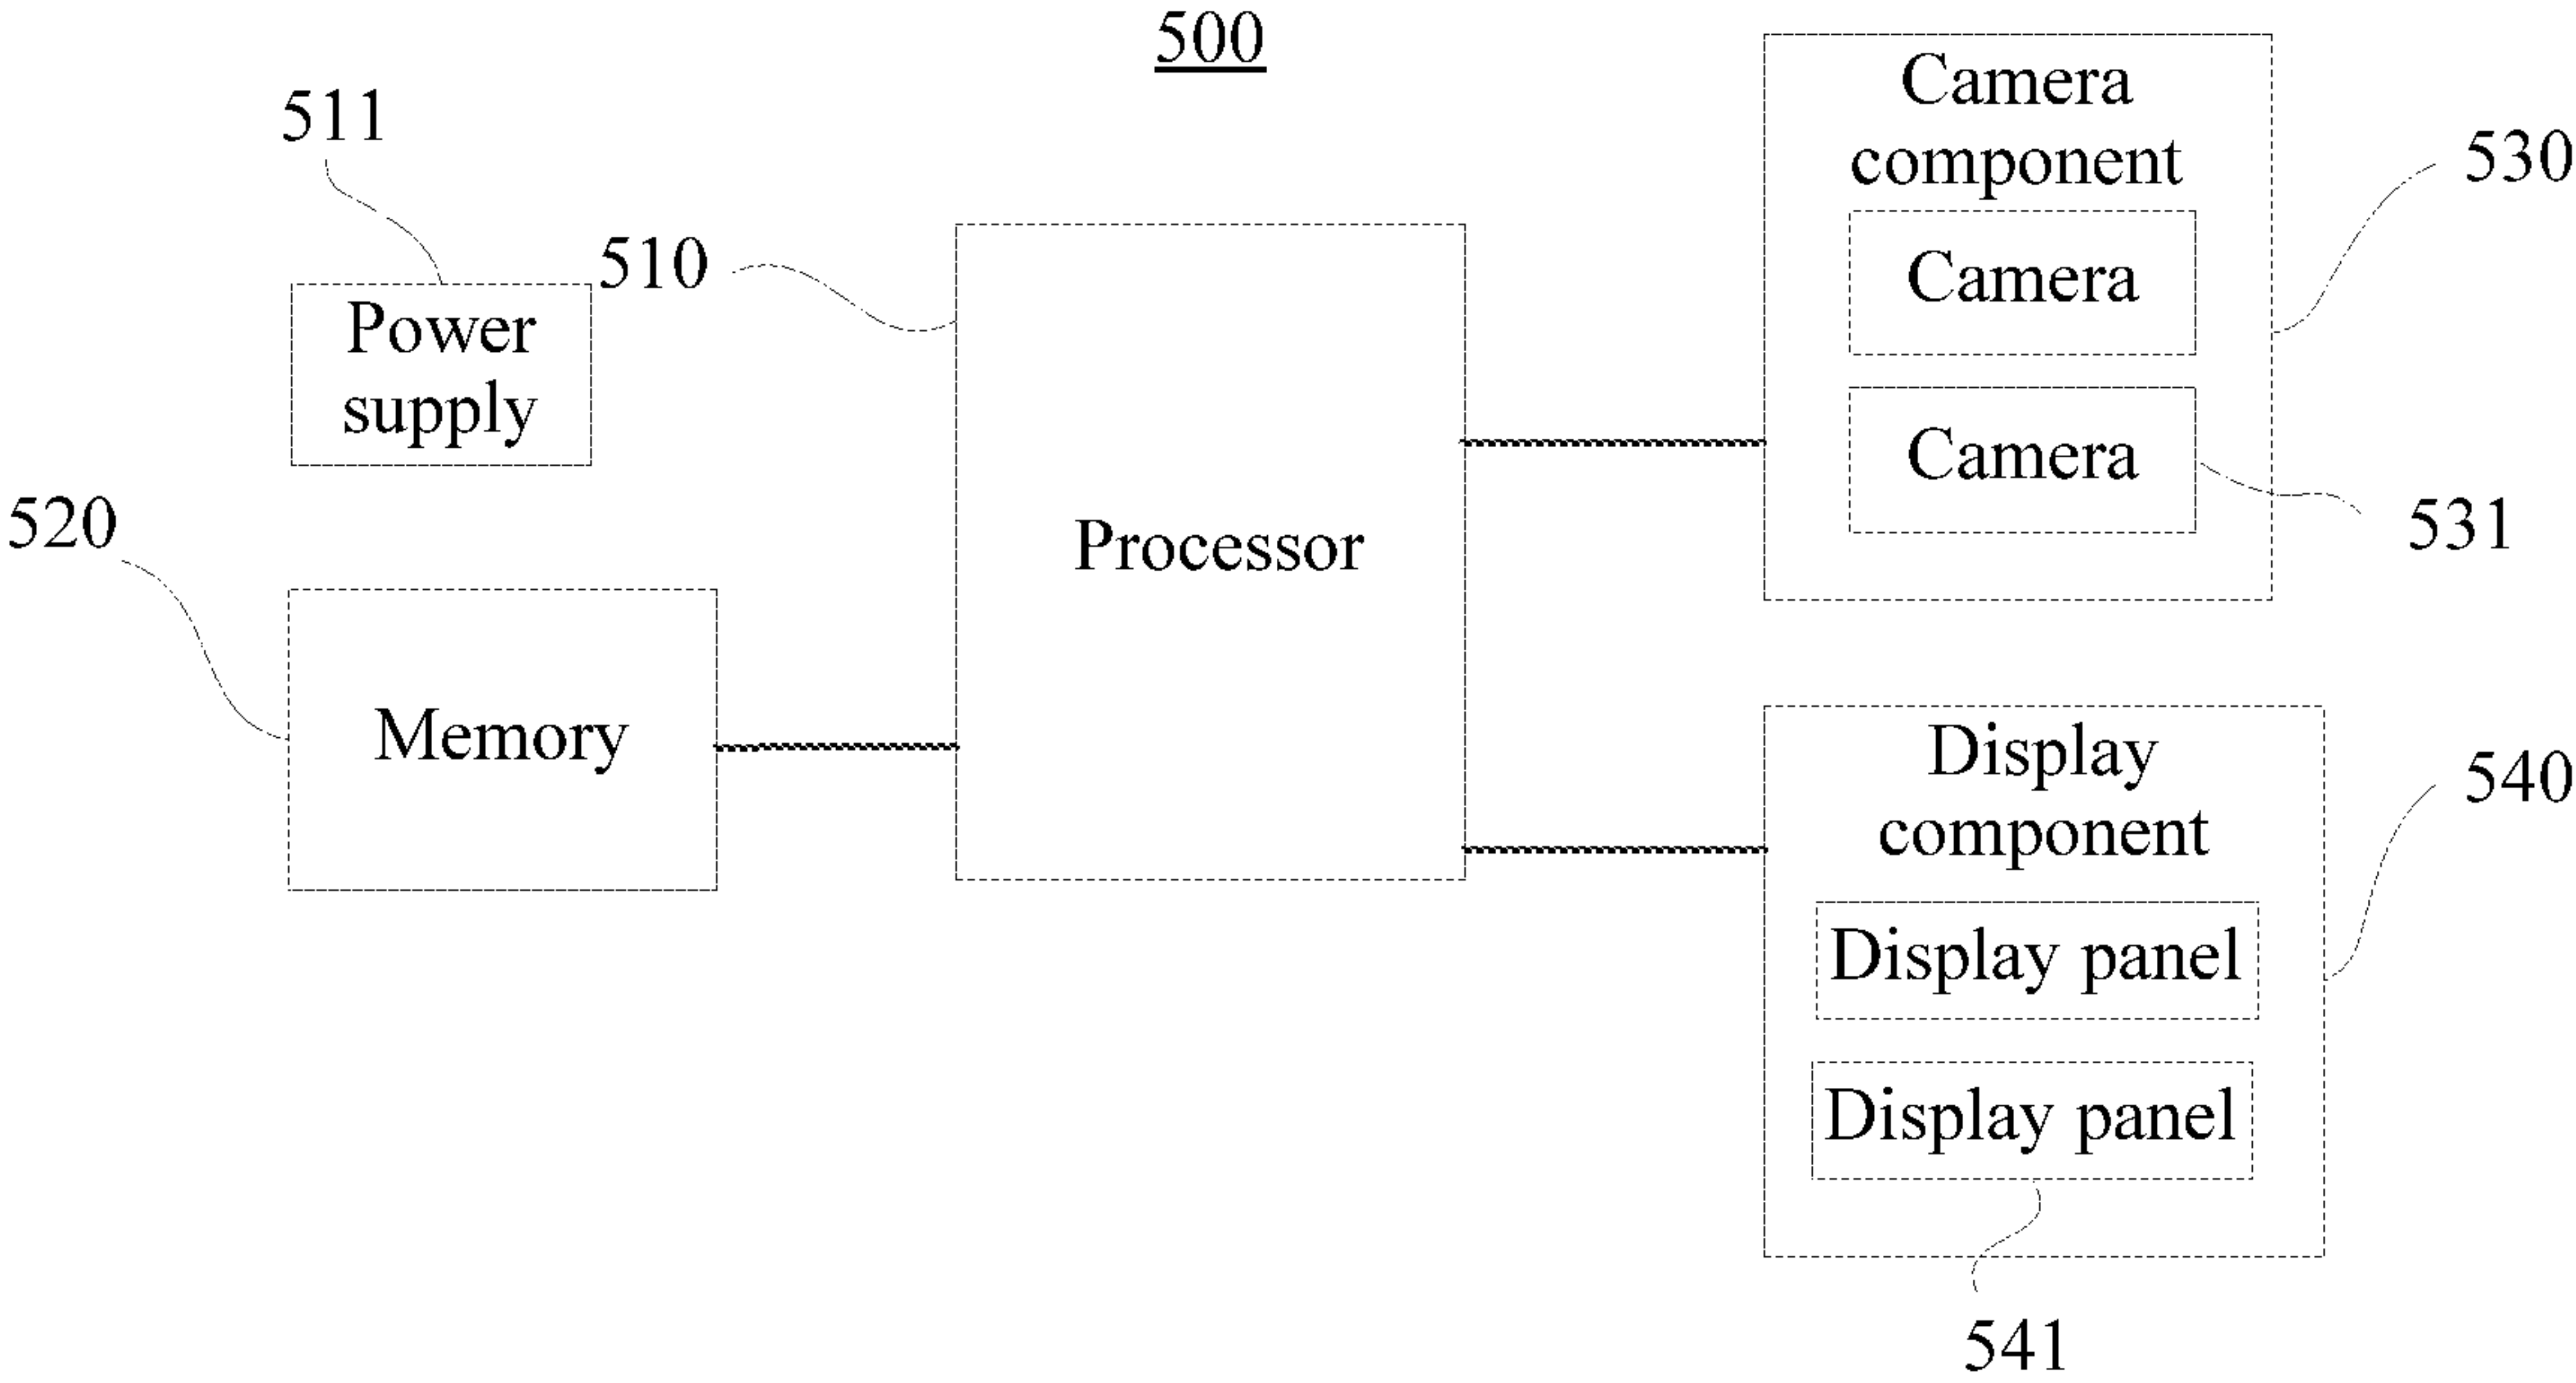 500
511
Power
supply
510
520
Memory
Processor
Camera
component
Camera
Camera
530
531
Display
component
Display panel
Display panel
540
541